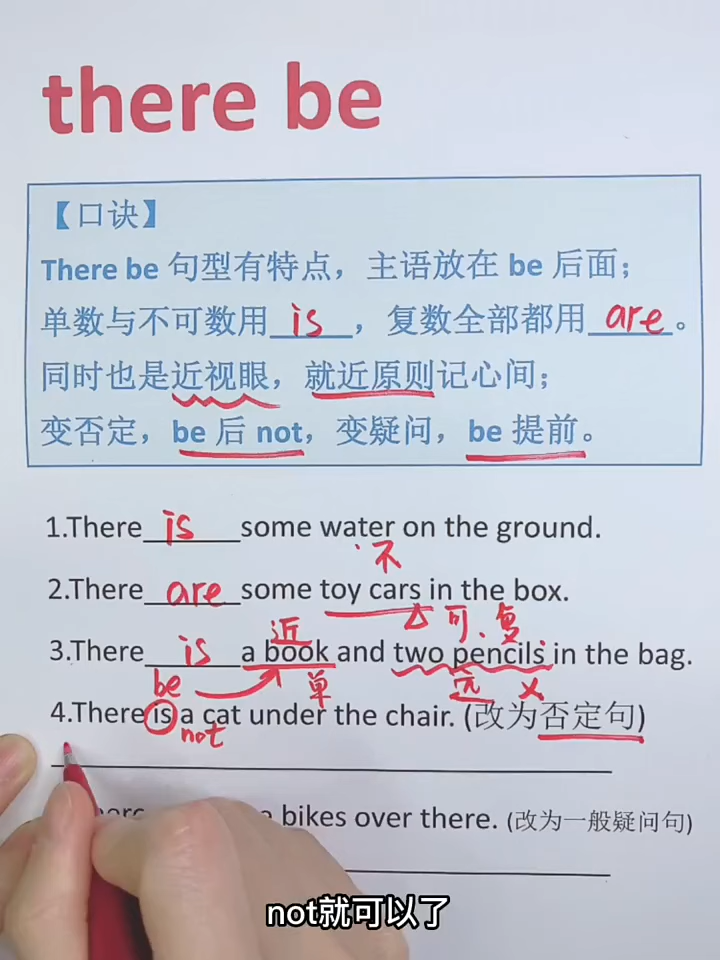 there be
【口诀】
There be 句型有特点，主语放在 be 后面；
单数与不可数用 is ，复数全部都用 are 。
同时也是近视眼，就近原则记心间；
变否定，be 后 not，变疑问，be 提前。
1.There is some water on the ground.
不
2.There are some toy cars in the box.
近 可、复
3.There is a book and two pencils in the bag.
be 单 远
4.There is a cat under the chair. (改为否定句)
not
bikes over there. (改为一般疑问句)
not就可以了